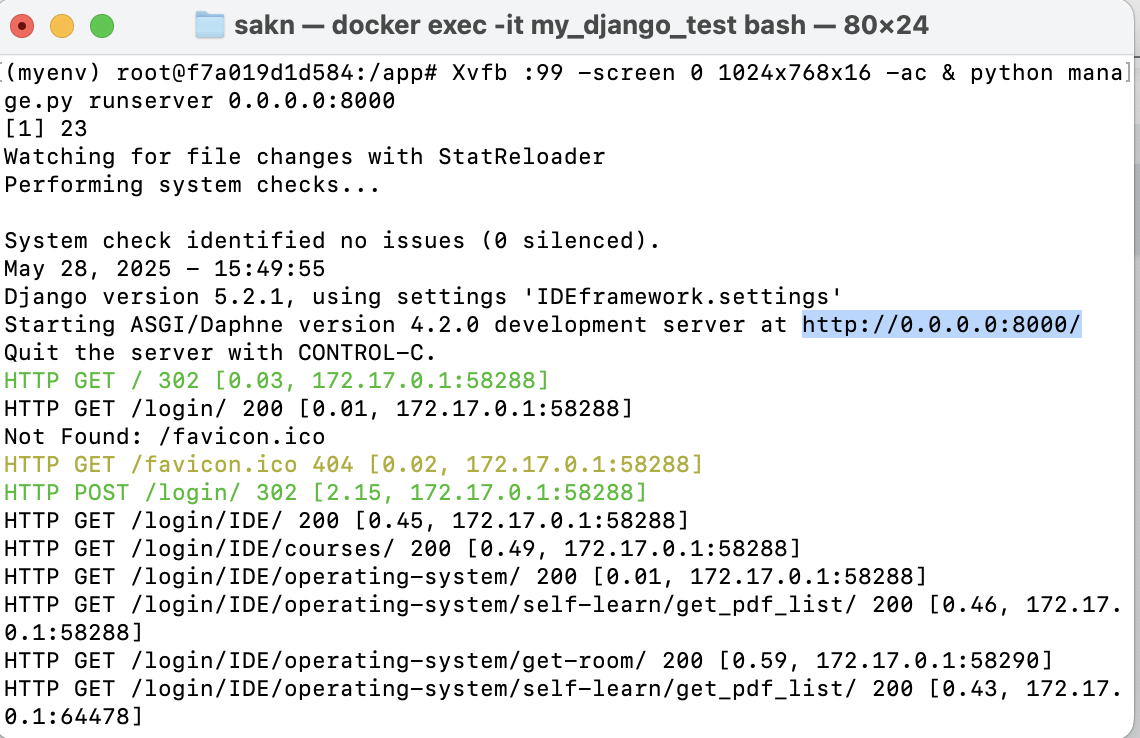 sakn — docker exec -it my_django_test bash — 80×24
(myenv) root@f7a019d1d584:/app# Xvfb :99 -screen 0 1024x768x16 -ac & python mana
ge.py runserver 0.0.0.0:8000
[1] 23
Watching for file changes with StatReloader
Performing system checks...
System check identified no issues (0 silenced).
May 28, 2025 - 15:49:55
Django version 5.2.1, using settings 'IDEframework.settings'
Starting ASGI/Daphne version 4.2.0 development server at http://0.0.0.0:8000/
Quit the server with CONTROL-C.
HTTP GET / 302 [0.03, 172.17.0.1:58288]
HTTP GET /login/ 200 [0.01, 172.17.0.1:58288]
Not Found: /favicon.ico
HTTP GET /favicon.ico 404 [0.02, 172.17.0.1:58288]
HTTP POST /login/ 302 [2.15, 172.17.0.1:58288]
HTTP GET /login/IDE/ 200 [0.45, 172.17.0.1:58288]
HTTP GET /login/IDE/courses/ 200 [0.49, 172.17.0.1:58288]
HTTP GET /login/IDE/operating-system/ 200 [0.01, 172.17.0.1:58288]
HTTP GET /login/IDE/operating-system/self-learn/get_pdf_list/ 200 [0.46, 172.17.
0.1:58288]
HTTP GET /login/IDE/operating-system/get-room/ 200 [0.59, 172.17.0.1:58290]
HTTP GET /login/IDE/operating-system/self-learn/get_pdf_list/ 200 [0.43, 172.17.
0.1:64478]